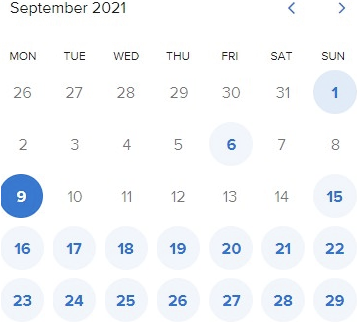 September 2021
MON TUE WED THU FRI SAT SUN
26 27 28 29 30 31 1
2 3 4 5 6 7 8
9 10 11 12 13 14 15
16 17 18 19 20 21 22
23 24 25 26 27 28 29